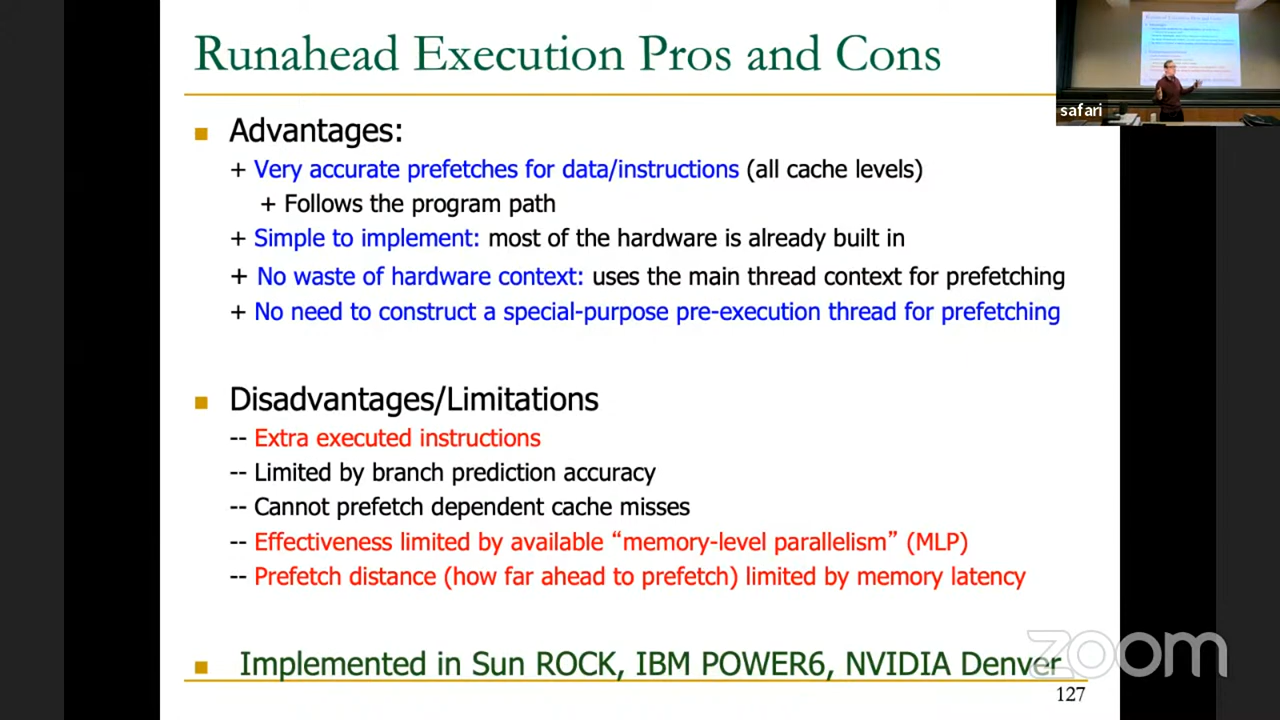 Runahead Execution Pros and Cons
safari
Advantages:
+ Very accurate prefetches for data/instructions (all cache levels)
+ Follows the program path
+ Simple to implement: most of the hardware is already built in
+ No waste of hardware context: uses the main thread context for prefetching
+ No need to construct a special-purpose pre-execution thread for prefetching
Disadvantages/Limitations
-- Extra executed instructions
-- Limited by branch prediction accuracy
-- Cannot prefetch dependent cache misses
-- Effectiveness limited by available “memory-level parallelism” (MLP)
-- Prefetch distance (how far ahead to prefetch) limited by memory latency
Implemented in Sun ROCK, IBM POWER6, NVIDIA Denver
zoom
127